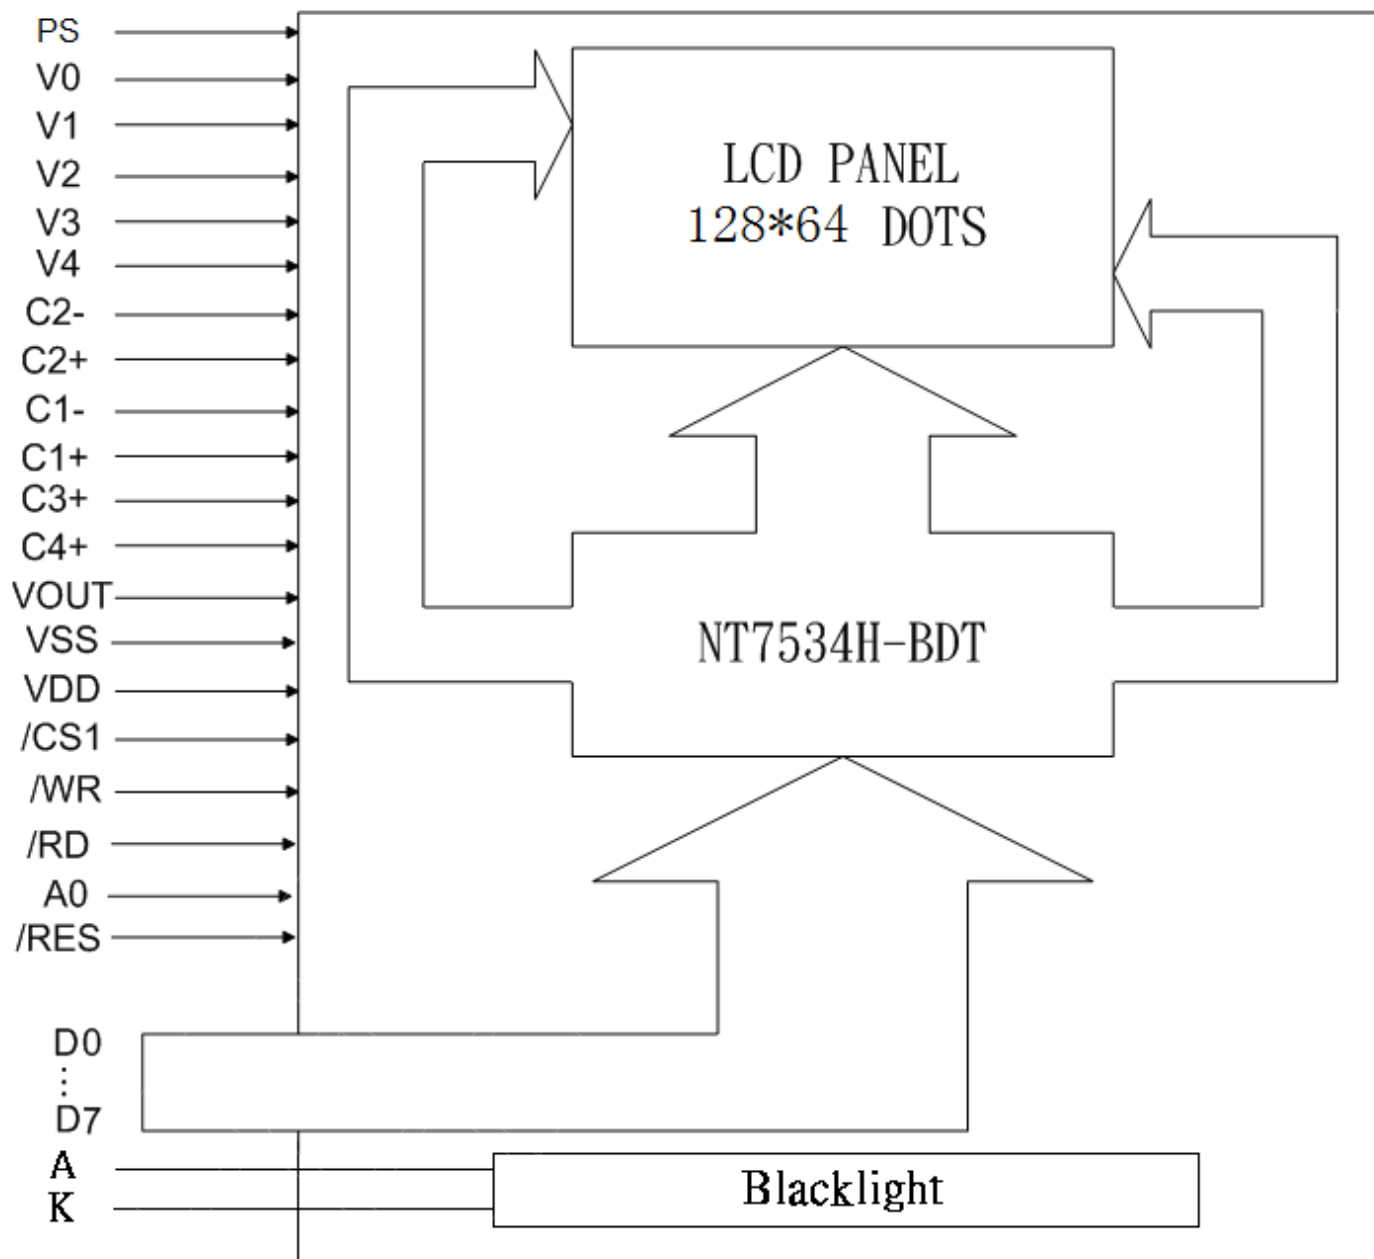 PS
V0
V1
V2
V3
V4
C2-
C2+
C1-
C1+
C3+
C4+
VOUT
VSS
VDD
/CS1
/WR
/RD
A0
/RES
D0
⋮
D7
A
K
LCD PANEL
128*64 DOTS
NT7534H-BDT
Blacklight